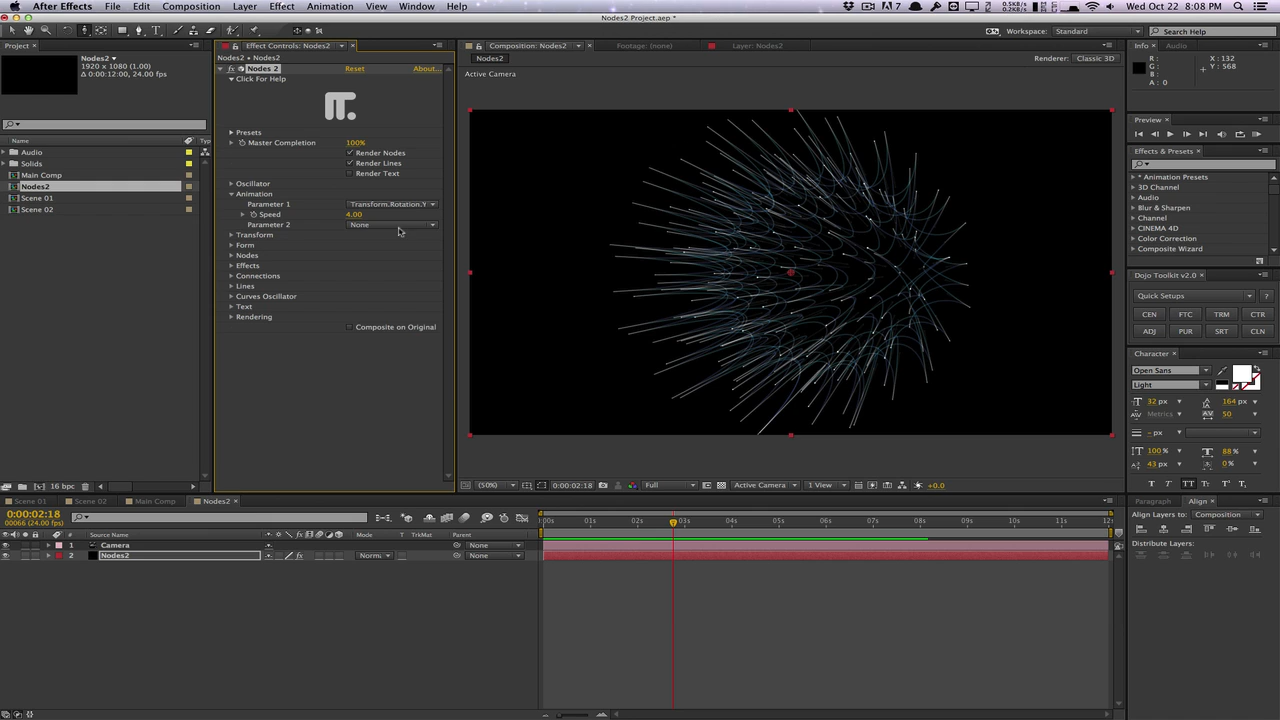 After Effects File Edit Composition Layer Effect Animation View Window Help
7 0.5KB/s 0.2KB/s Wed Oct 22 8:08 PM
Nodes2 Project.aep *
Workspace: Standard Search Help
Project
Nodes2
1920 x 1080 (1.00)
Δ 0:00:12:00, 24.00 fps
Name Typ
Audio
Solids
Main Comp
Nodes2
Scene 01
Scene 02
16 bpc
Effect Controls: Nodes2
Nodes2 • Nodes2
Nodes 2 Reset About...
Click For Help
Presets
Master Completion 100%
Render Nodes
Render Lines
Render Text
Oscillator
Animation
Parameter 1 Transform.Rotation.Y
Speed 4.00
Parameter 2 None
Transform
Form
Nodes
Effects
Connections
Lines
Curves Oscillator
Text
Rendering
Composite on Original
Composition: Nodes2 Footage: (none) Layer: Nodes2
Nodes2 Renderer: Classic 3D
Active Camera
(50%) 0:00:02:18 Full Active Camera 1 View +0.0
Info Audio
R: X: 132
G: Y: 568
B:
A: 0
Preview
Effects & Presets
* Animation Presets
3D Channel
Audio
Blur & Sharpen
Channel
CINEMA 4D
Color Correction
Composite Wizard
Dojo Toolkit v2.0
Quick Setups ?
CEN FTC TRM CTR
ADJ PUR SRT CLN
Character
Open Sans
Light
32 px 164 px
Metrics 50
- px
100 % 88 %
43 px 0 %
Paragraph Align
Align Layers to: Composition
Distribute Layers:
Scene 01 Scene 02 Main Comp Nodes2
0:00:02:18
00066 (24.00 fps)
# Source Name Mode T TrkMat Parent
1 Camera None
2 Nodes2 Norm None
:00s 01s 02s 03s 04s 05s 06s 07s 08s 09s 10s 11s 12s